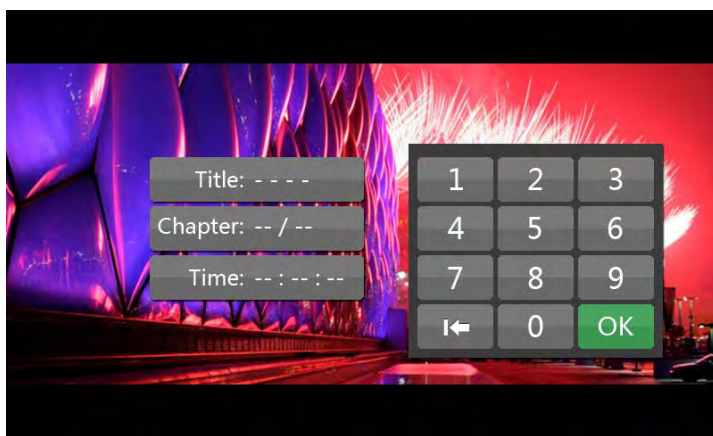 Title: - - - -
Chapter: -- / --
Time: -- : -- : --
1 2 3
4 5 6
7 8 9
0 OK